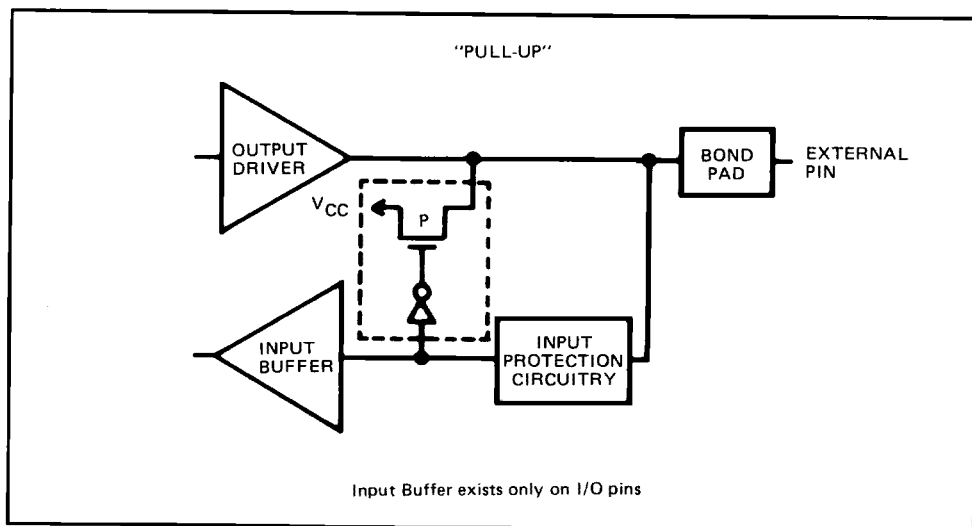 "PULL-UP"
OUTPUT
DRIVER
BOND
PAD
EXTERNAL
PIN
VCC
P
INPUT
BUFFER
INPUT
PROTECTION
CIRCUITRY
Input Buffer exists only on I/O pins